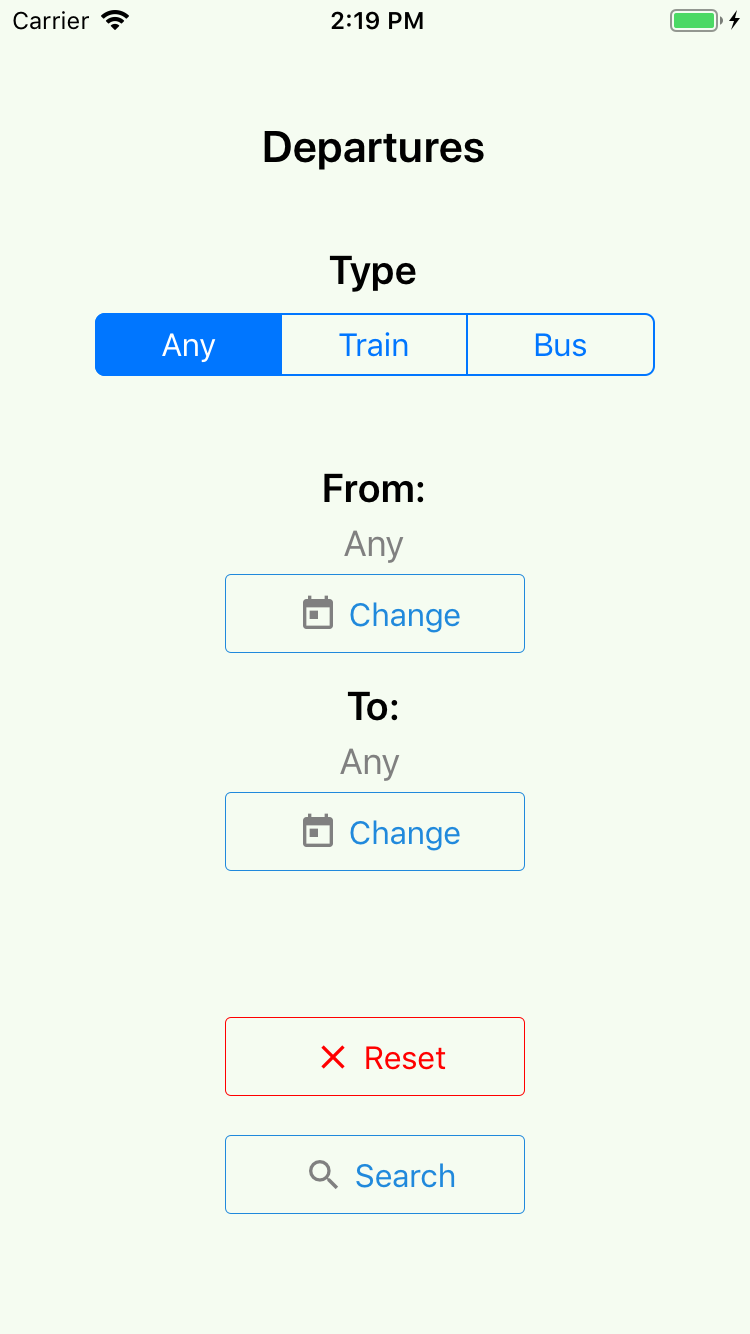 Carrier 2:19 PM
Departures
Type
Any Train Bus
From:
Any
Change
To:
Any
Change
Reset
Search